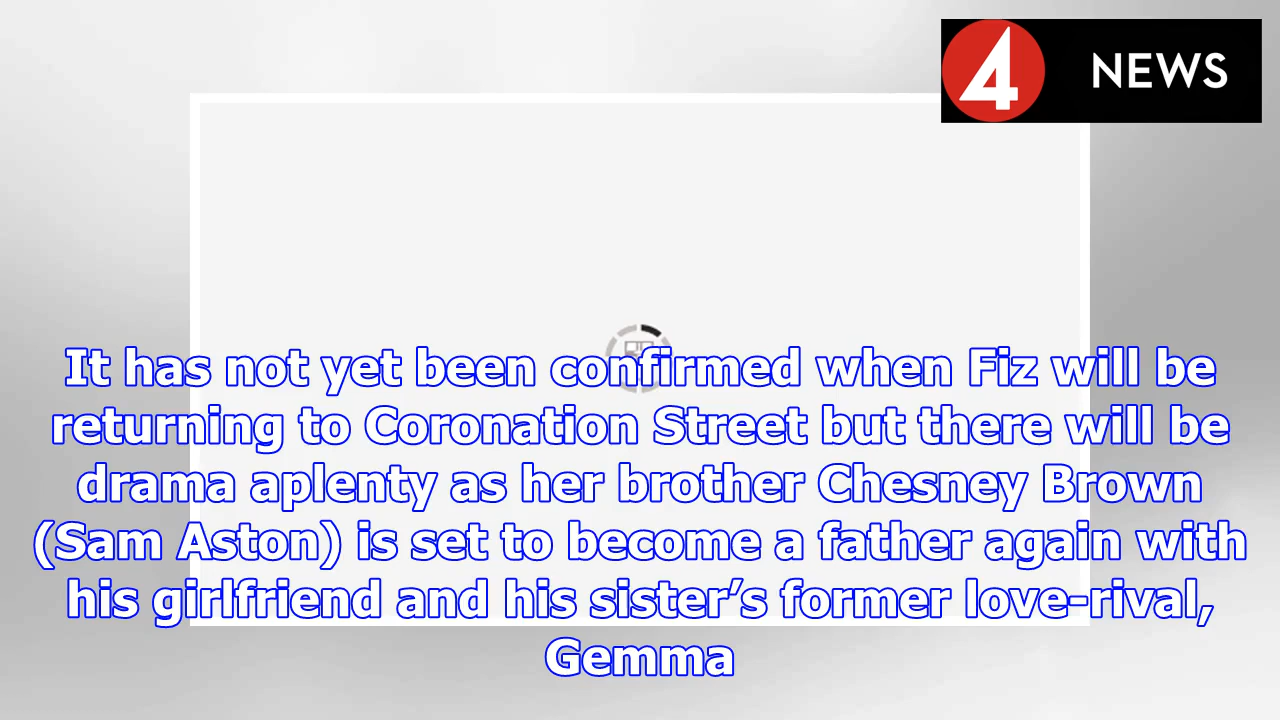 4 NEWS
It has not yet been confirmed when Fiz will be
returning to Coronation Street but there will be
drama aplenty as her brother Chesney Brown
(Sam Aston) is set to become a father again with
his girlfriend and his sister’s former love-rival,
Gemma